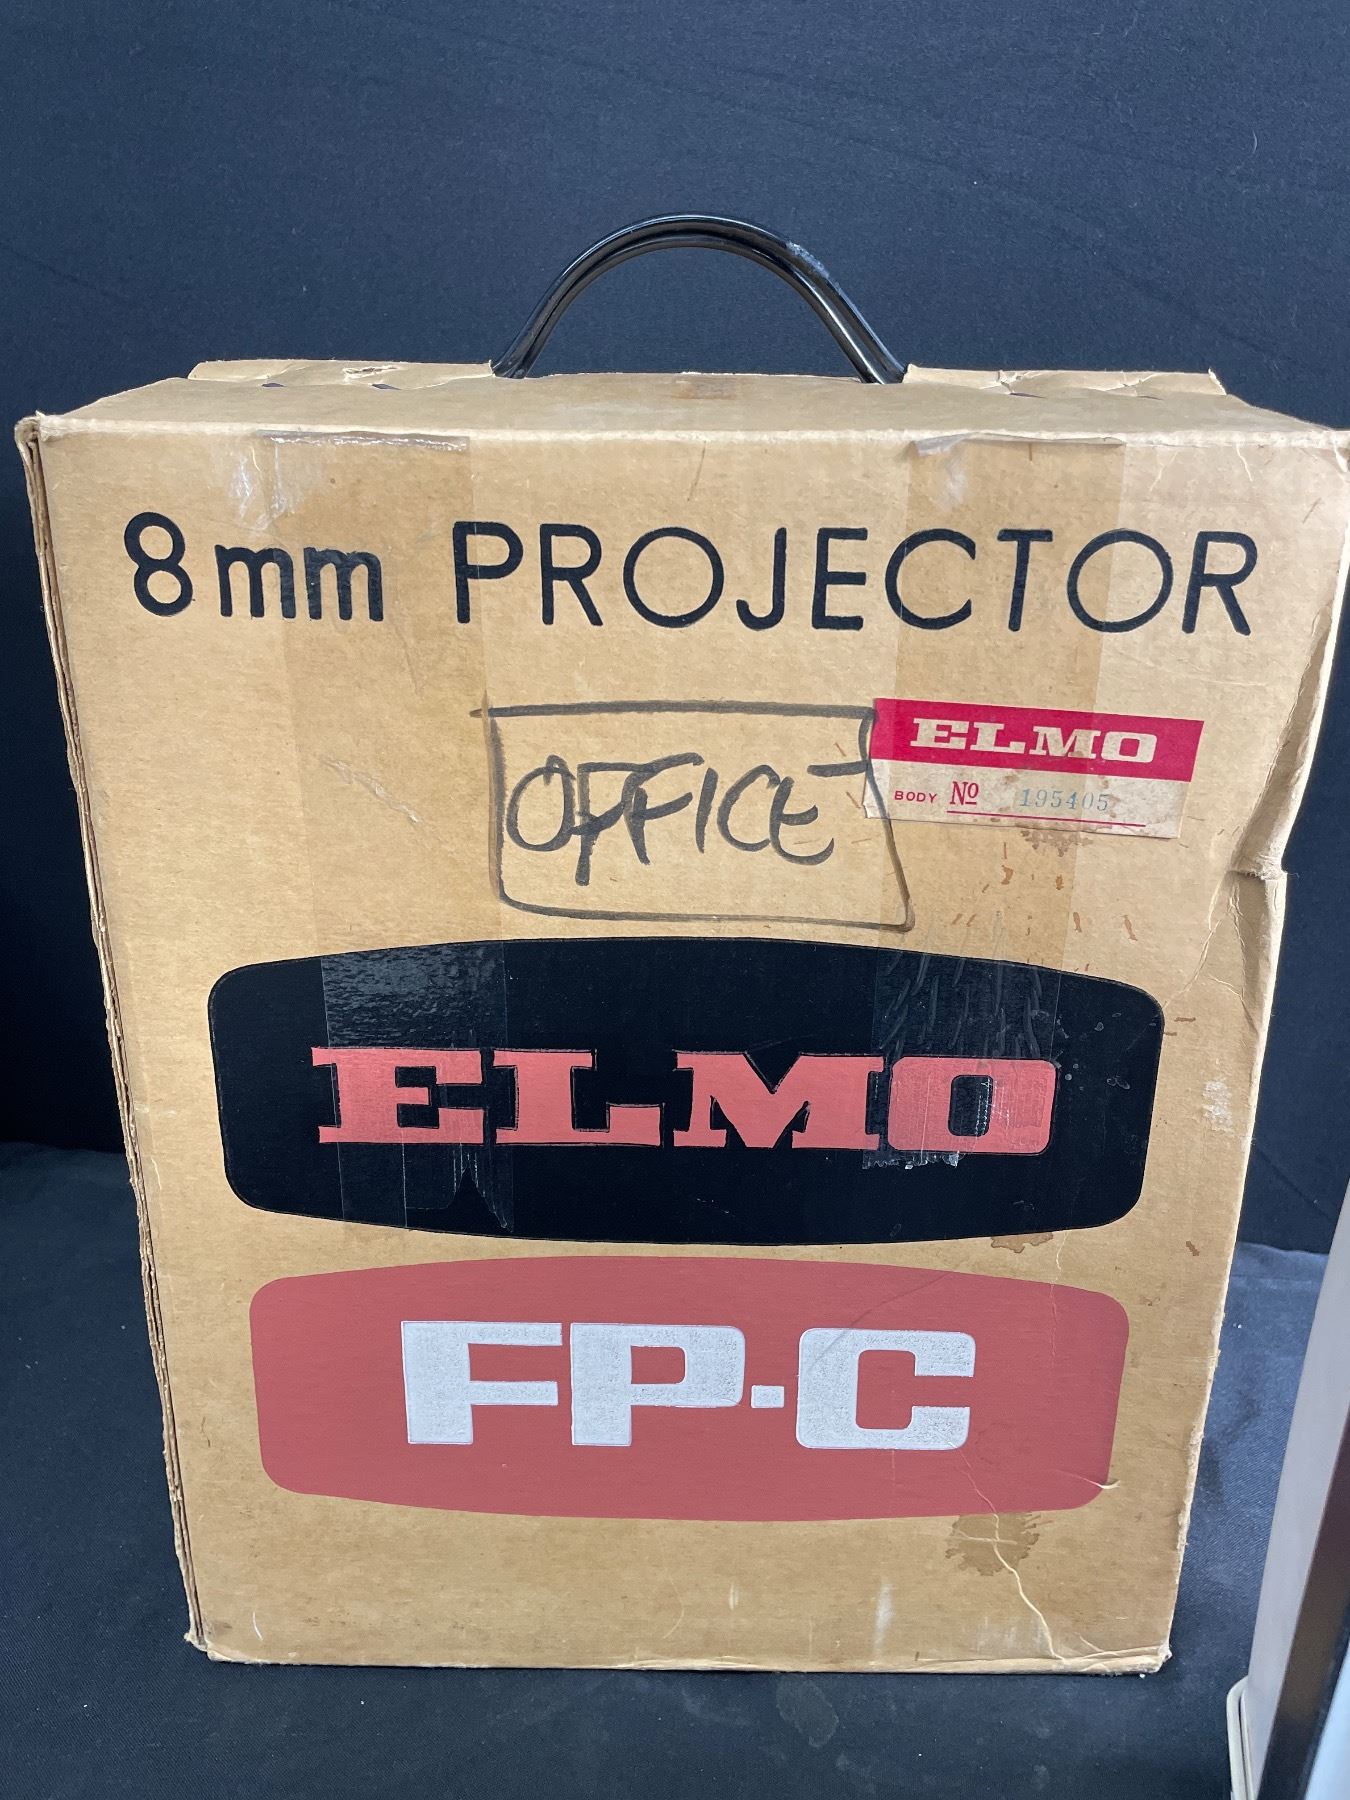 8mm PROJECTOR
OFFICE
ELMO
BODY No 195405
ELMO
FP-C